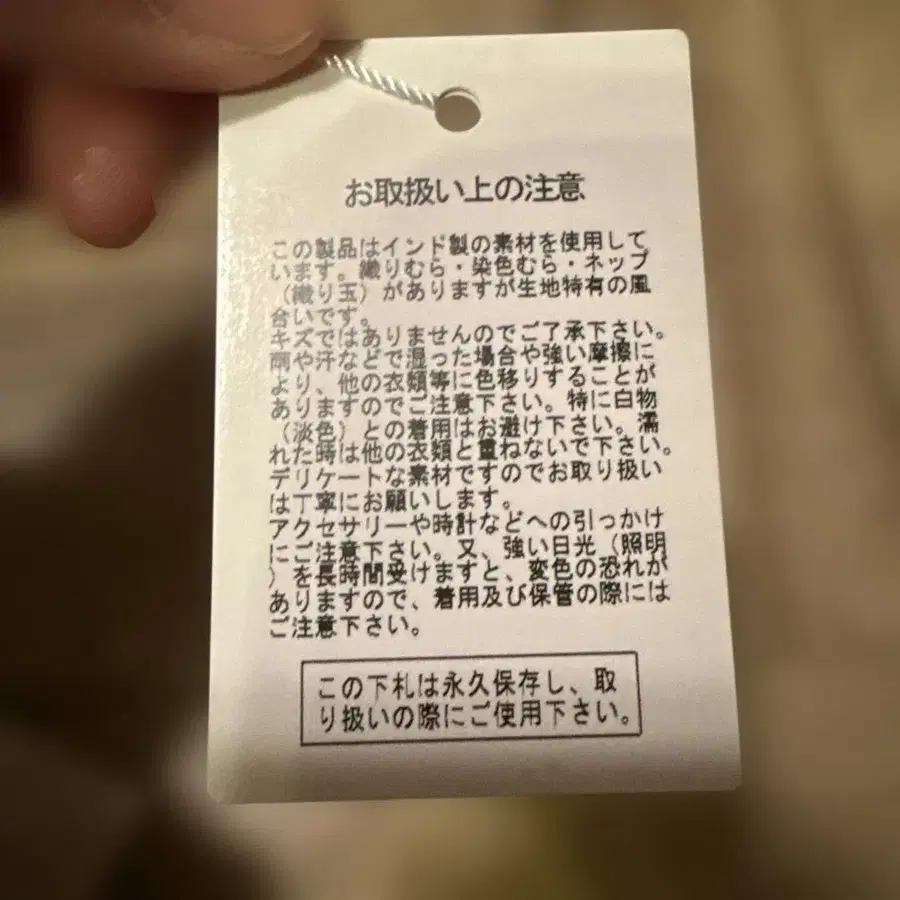 お取扱い上の注意
この製品はインド製の素材を使用して
います。織りむら・染色むら・ネップ
（織り玉）がありますが生地特有の風
合いです。
キズではありませんのでご了承下さい。
雨や汗などで湿った場合や強い摩擦に
より、他の衣類等に色移りすることが
ありますのでご注意下さい。特に白物
（淡色）との着用はお避け下さい。濡
れた時は他の衣類と重ねないで下さい。
デリケートな素材ですのでお取り扱い
は丁寧にお願いします。
アクセサリーや時計などへの引っかけ
にご注意下さい。又、強い日光（照明
）を長時間受けますと、変色の恐れが
ありますので、着用及び保管の際には
ご注意下さい。
この下札は永久保存し、取
り扱いの際にご使用下さい。